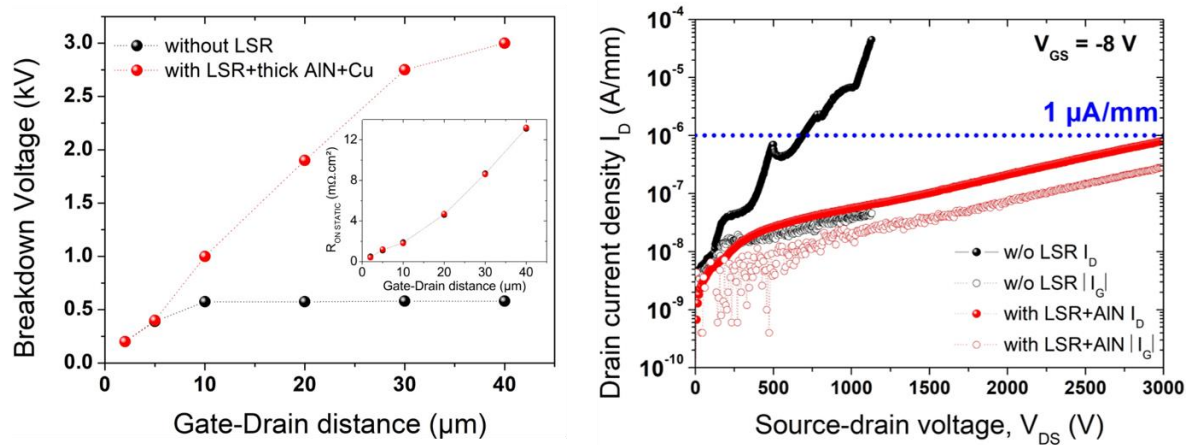 Breakdown Voltage (kV)
3.0
2.5
2.0
1.5
1.0
0.5
0.0
without LSR
with LSR+thick AlN+Cu
R_ON STATIC (mΩ.cm²)
12
8
4
0
0 10 20 30 40
Gate-Drain distance (µm)
0 10 20 30 40
Gate-Drain distance (µm)
Drain current density I_D (A/mm)
10⁻⁴
10⁻⁵
10⁻⁶
10⁻⁷
10⁻⁸
10⁻⁹
10⁻¹⁰
V_GS = -8 V
1 µA/mm
w/o LSR I_D
w/o LSR |I_G|
with LSR+AlN I_D
with LSR+AlN |I_G|
0 500 1000 1500 2000 2500 3000
Source-drain voltage, V_DS (V)